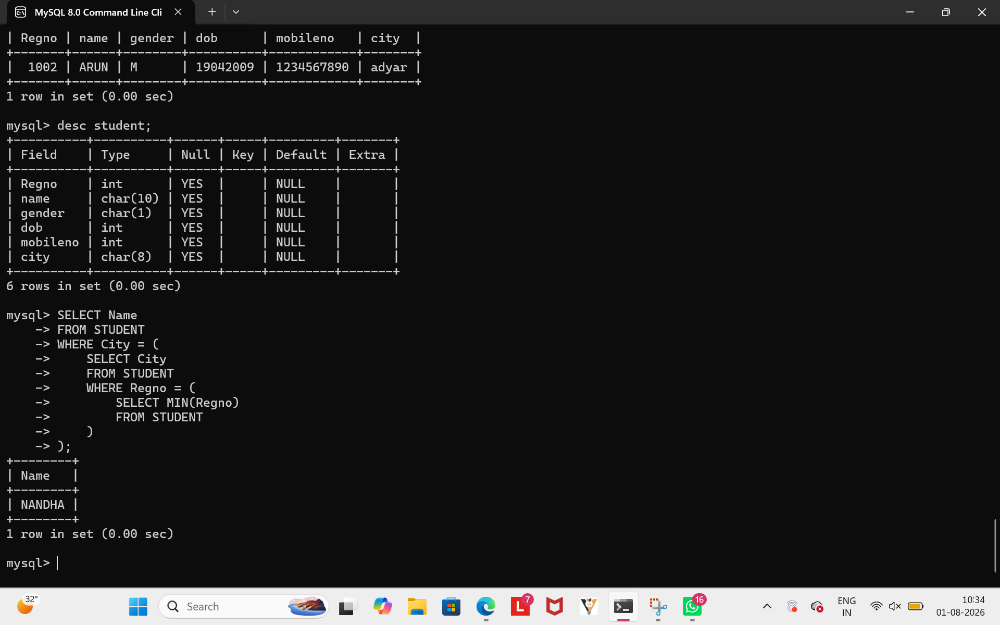 MySQL 8.0 Command Line Cli
| Regno | name | gender | dob      | mobileno   | city  |
+-------+------+--------+----------+------------+-------+
|  1002 | ARUN | M      | 19042009 | 1234567890 | adyar |
+-------+------+--------+----------+------------+-------+
1 row in set (0.00 sec)
mysql> desc student;
+----------+----------+------+-----+---------+-------+
| Field    | Type     | Null | Key | Default | Extra |
+----------+----------+------+-----+---------+-------+
| Regno    | int      | YES  |     | NULL    |       |
| name     | char(10) | YES  |     | NULL    |       |
| gender   | char(1)  | YES  |     | NULL    |       |
| dob      | int      | YES  |     | NULL    |       |
| mobileno | int      | YES  |     | NULL    |       |
| city     | char(8)  | YES  |     | NULL    |       |
+----------+----------+------+-----+---------+-------+
6 rows in set (0.00 sec)
mysql> SELECT Name
    -> FROM STUDENT
    -> WHERE City = (
    ->     SELECT City
    ->     FROM STUDENT
    ->     WHERE Regno = (
    ->         SELECT MIN(Regno)
    ->         FROM STUDENT
    ->     )
    -> );
+--------+
| Name   |
+--------+
| NANDHA |
+--------+
1 row in set (0.00 sec)
mysql>
32°
Search
L
7
16
ENG
IN
10:34
01-08-2026